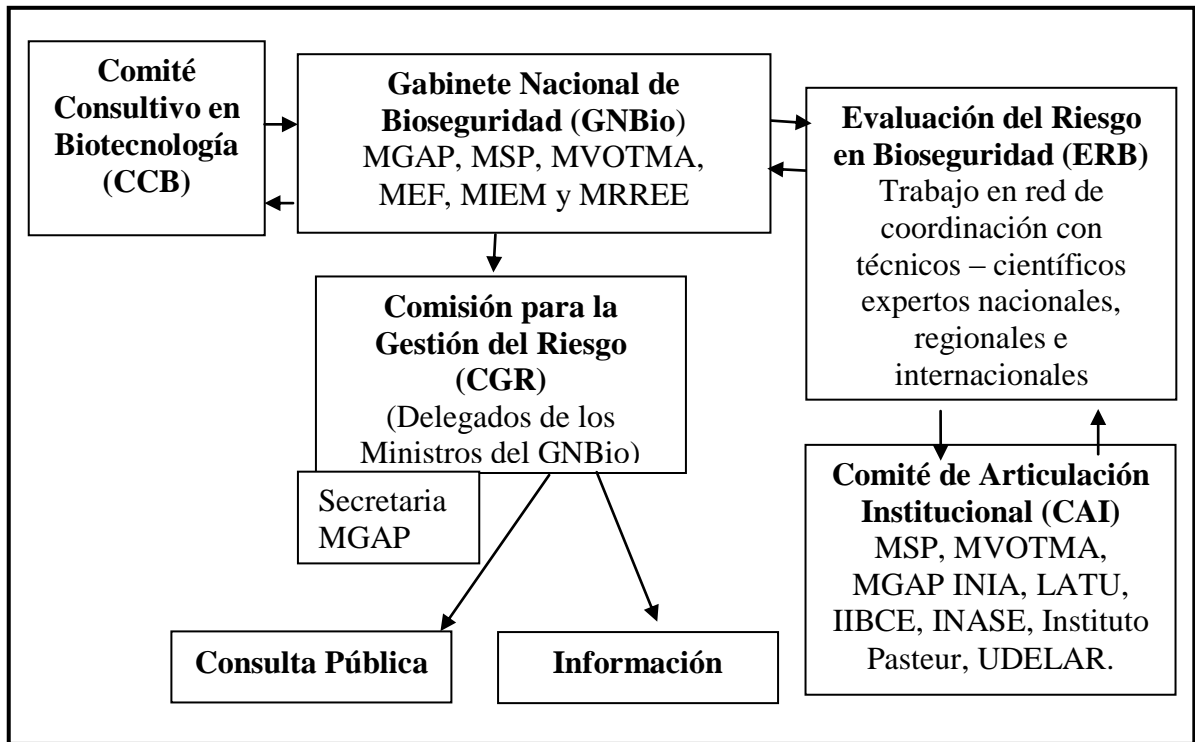 Comité
Consultivo en
Biotecnología
(CCB)
Gabinete Nacional de
Bioseguridad (GNBio)
MGAP, MSP, MVOTMA,
MEF, MIEM y MRREE
Evaluación del Riesgo
en Bioseguridad (ERB)
Trabajo en red de
coordinación con
técnicos – científicos
expertos nacionales,
regionales e
internacionales
Comisión para la
Gestión del Riesgo
(CGR)
(Delegados de los
Ministros del GNBio)
Secretaria
MGAP
Comité de Articulación
Institucional (CAI)
MSP, MVOTMA,
MGAP INIA, LATU,
IIBCE, INASE, Instituto
Pasteur, UDELAR.
Consulta Pública
Información